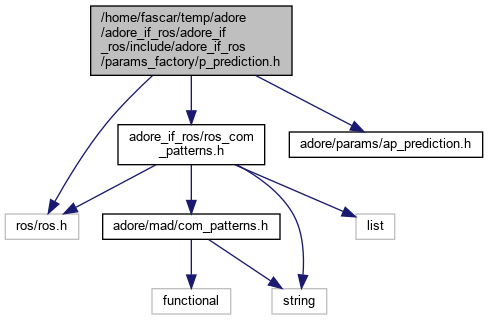 /home/fascar/temp/adore
/adore_if_ros/adore_if
_ros/include/adore_if_ros
/params_factory/p_prediction.h
adore_if_ros/ros_com
_patterns.h
adore/params/ap_prediction.h
ros/ros.h
adore/mad/com_patterns.h
list
functional
string